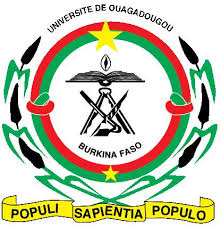 UNIVERSITE DE OUAGADOUGOU
BURKINA FASO
POPULI SAPIENTIA POPULO